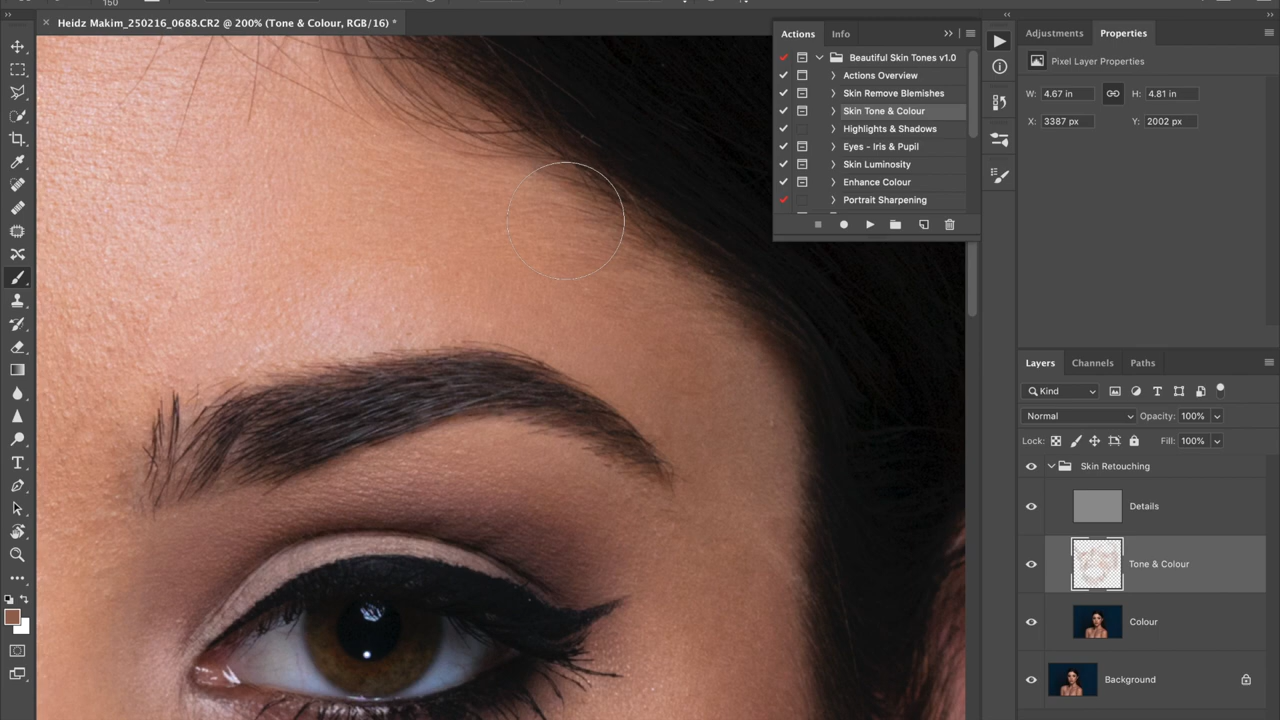 150
Heidz Makim_250216_0688.CR2 @ 200% (Tone & Colour, RGB/16) *
Actions Info
Beautiful Skin Tones v1.0
Actions Overview
Skin Remove Blemishes
Skin Tone & Colour
Highlights & Shadows
Eyes - Iris & Pupil
Skin Luminosity
Enhance Colour
Portrait Sharpening
Adjustments Properties
Pixel Layer Properties
W: 4.67 in H: 4.81 in
X: 3387 px Y: 2002 px
Layers Channels Paths
Kind
Normal Opacity: 100%
Lock: Fill: 100%
Skin Retouching
Details
Tone & Colour
Colour
Background